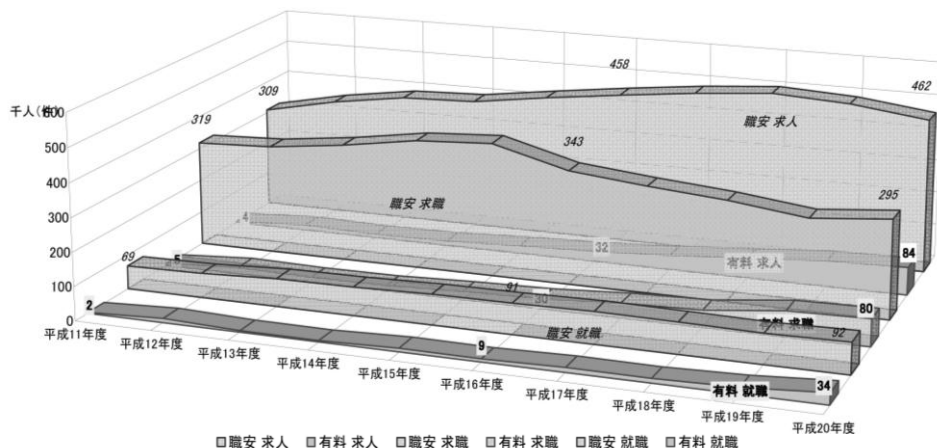 千人(件)
600
500
400
300
200
100
0
309
458
462
職安 求人
319
343
295
職安 求職
4
32
84
有料 求人
5
30
80
有料 求職
69
91
92
職安 就職
2
9
34
有料 就職
平成11年度
平成12年度
平成13年度
平成14年度
平成15年度
平成16年度
平成17年度
平成18年度
平成19年度
平成20年度
職安 求人 有料 求人 職安 求職 有料 求職 職安 就職 有料 就職